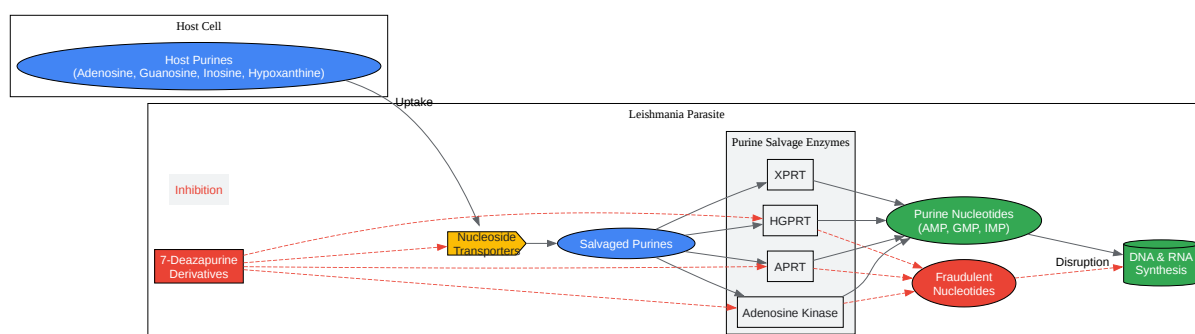 Host Cell
Host Purines
(Adenosine, Guanosine, Inosine, Hypoxanthine)
Uptake
Leishmania Parasite
Purine Salvage Enzymes
XPRT
Inhibition
HGPRT
Purine Nucleotides
(AMP, GMP, IMP)
Nucleoside
Transporters
Salvaged Purines
7-Deazapurine
Derivatives
APRT
Disruption
DNA & RNA
Synthesis
Fraudulent
Nucleotides
Adenosine Kinase